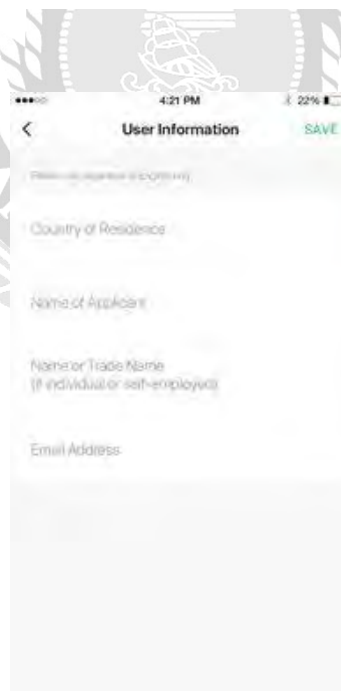 4:21 PM
22%
User Information
SAVE
Country of Residence
Name of Applicant
Name or Trade Name
(if individual or self-employed)
Email Address